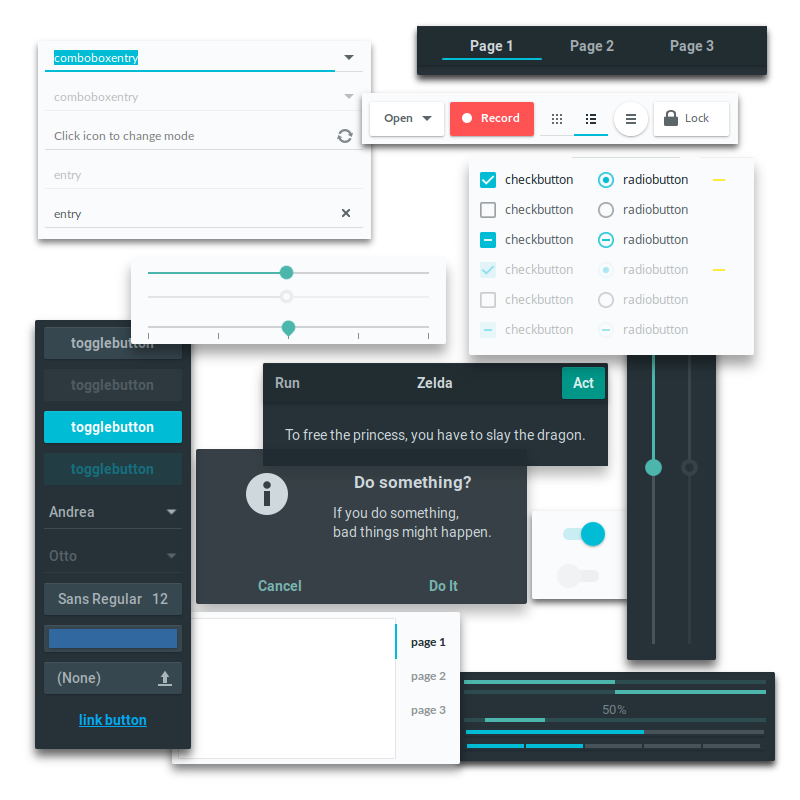 comboboxentry
comboboxentry
Click icon to change mode
entry
entry
Page 1 Page 2 Page 3
Open Record Lock
checkbutton radiobutton
checkbutton radiobutton
checkbutton radiobutton
checkbutton radiobutton
checkbutton radiobutton
checkbutton radiobutton
togglebutton
togglebutton
togglebutton
togglebutton
Andrea
Otto
Sans Regular 12
(None)
link button
Run Zelda Act
To free the princess, you have to slay the dragon.
Do something?
If you do something,
bad things might happen.
Cancel Do It
page 1
page 2
page 3
50%